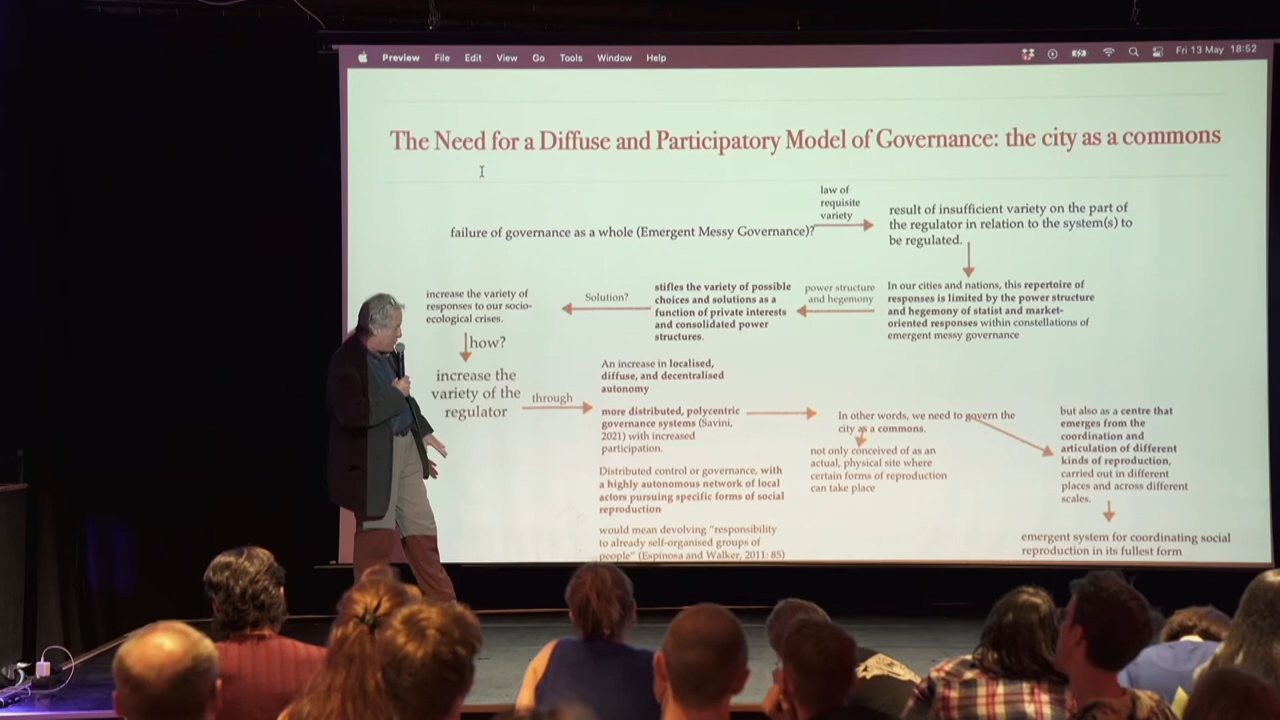 Preview File Edit View Go Tools Window Help
Fri 13 May 18:52
The Need for a Diffuse and Participatory Model of Governance: the city as a commons
failure of governance as a whole (Emergent Messy Governance)?
law of
requisite
variety
result of insufficient variety on the part of
the regulator in relation to the system(s) to
be regulated.
In our cities and nations, this repertoire of
responses is limited by the power structure
and hegemony of statist and market-
oriented responses within constellations of
emergent messy governance
power structure
and hegemony
stifles the variety of possible
choices and solutions as a
function of private interests
and consolidated power
structures.
Solution?
increase the variety of
responses to our socio-
ecological crises.
how?
increase the
variety of the
regulator
through
An increase in localised,
diffuse, and decentralised
autonomy
more distributed, polycentric
governance systems (Savini,
2021) with increased
participation.
Distributed control or governance, with
a highly autonomous network of local
actors pursuing specific forms of social
reproduction
would mean devolving "responsibility
to already self-organised groups of
people" (Espinosa and Walker, 2011: 85)
In other words, we need to govern the
city as a commons.
not only conceived of as an
actual, physical site where
certain forms of reproduction
can take place
but also as a centre that
emerges from the
coordination and
articulation of different
kinds of reproduction,
carried out in different
places and across different
scales.
emergent system for coordinating social
reproduction in its fullest form